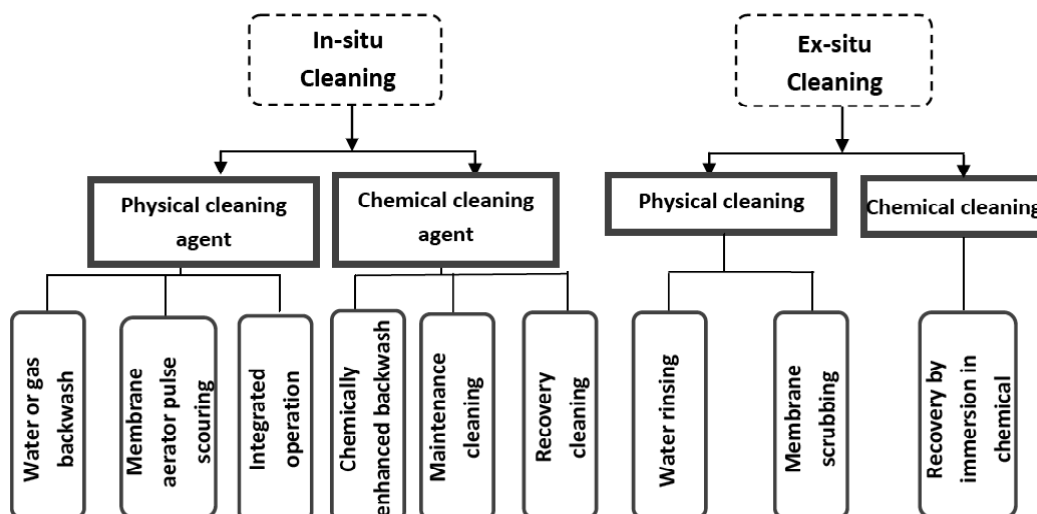 In-situ
Cleaning
Ex-situ
Cleaning
Physical cleaning
agent
Chemical cleaning
agent
Physical cleaning
Chemical cleaning
Water or gas
backwash
Membrane
aerator pulse
scouring
Integrated
operation
Chemically
enhanced backwash
Maintenance
cleaning
Recovery
cleaning
Water rinsing
Membrane
scrubbing
Recovery by
immersion in
chemical